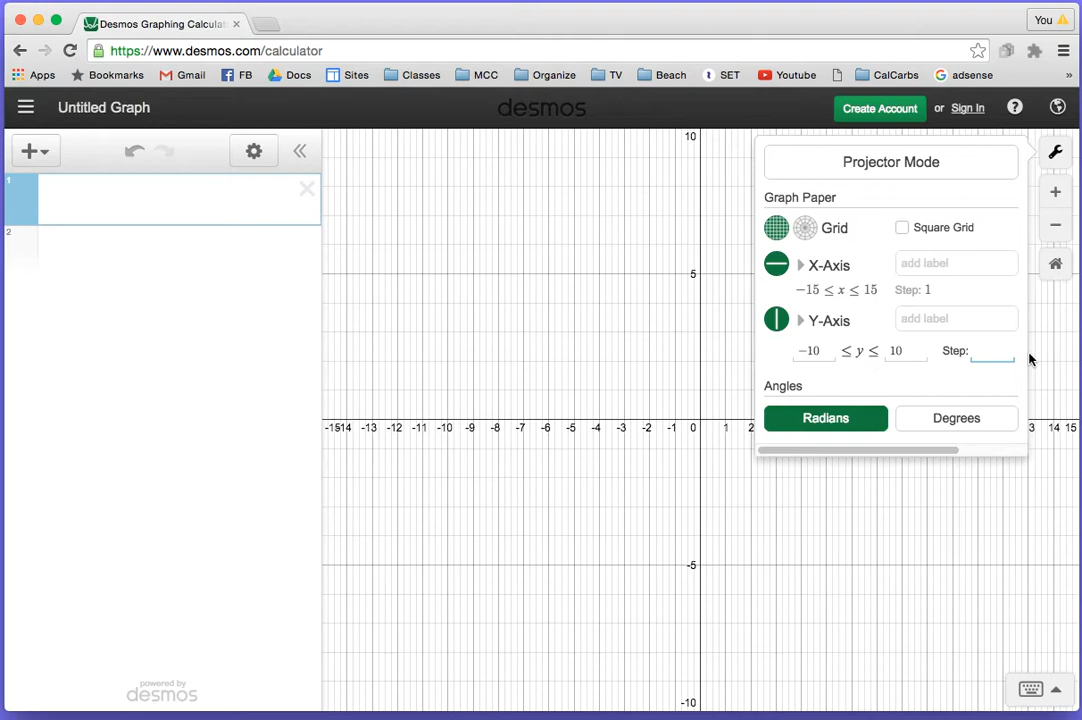 Desmos Graphing Calculat
You
https://www.desmos.com/calculator
Apps Bookmarks Gmail FB Docs Sites Classes MCC Organize TV Beach SET Youtube CalCarbs adsense »
Untitled Graph
desmos
Create Account or Sign In ?
1
2
Projector Mode
Graph Paper
Grid Square Grid
X-Axis add label
−15 ≤ x ≤ 15 Step: 1
Y-Axis add label
−10 ≤ y ≤ 10 Step:
Angles
Radians Degrees
10
5
-15 14 -13 -12 -11 -10 -9 -8 -7 -6 -5 -4 -3 -2 -1 0 1 2 3 14 15
-5
-10
powered by
desmos